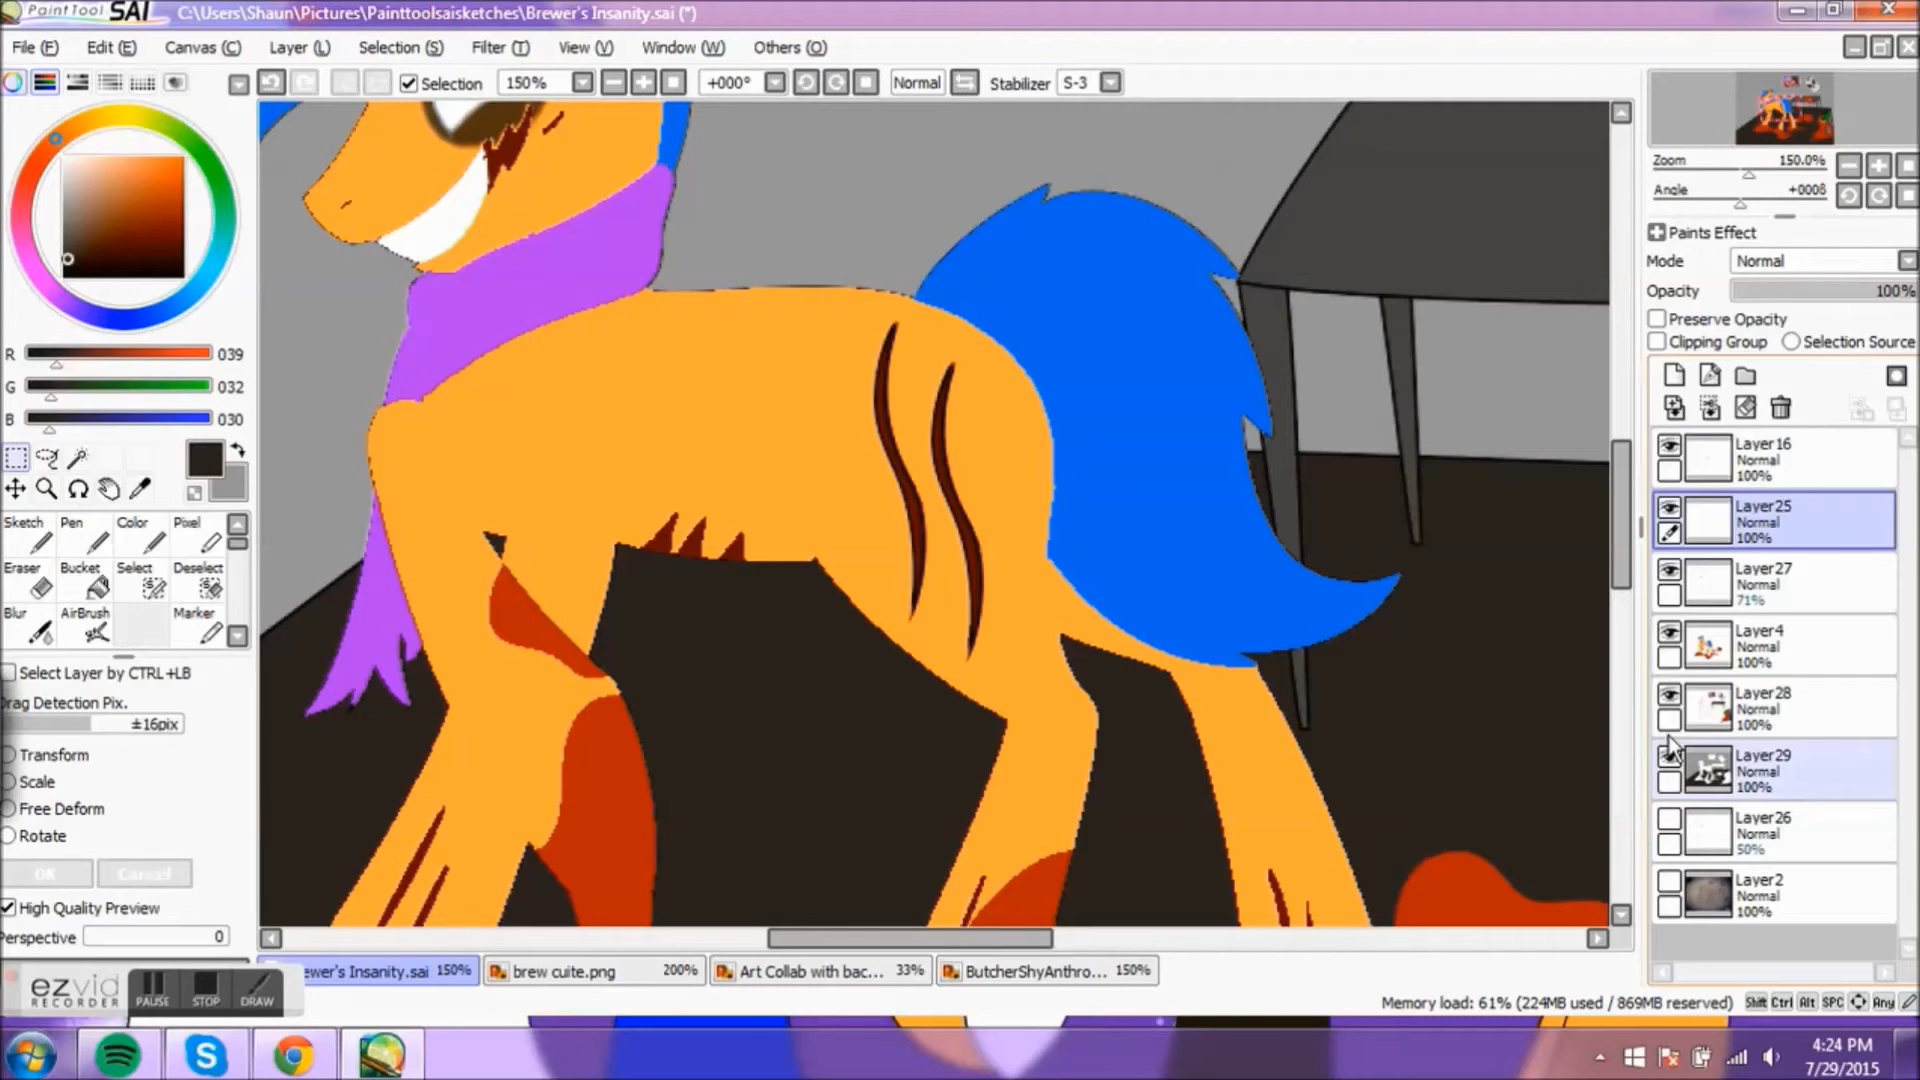 PaintTool SAI C:\Users\Shaun\Pictures\Painttoolsaisketches\Brewer's Insanity.sai (*)
File (F) Edit (E) Canvas (C) Layer (L) Selection (S) Filter (T) View (V) Window (W) Others (O)
Selection 150% +000° Normal Stabilizer S-3
Zoom 150.0%
Angle +000§
Paints Effect
Mode Normal
Opacity 100%
Preserve Opacity
Clipping Group Selection Source
R 039
G 032
B 030
Sketch Pen Color Pixel
Eraser Bucket Select Deselect
Blur AirBrush Marker
Select Layer by CTRL+LB
Drag Detection Pix.
±16pix
Transform
Scale
Free Deform
Rotate
OK Cancel
High Quality Preview
Perspective 0
Layer16
Normal
100%
Layer25
Normal
100%
Layer27
Normal
71%
Layer4
Normal
100%
Layer28
Normal
100%
Layer29
Normal
100%
Layer26
Normal
50%
Layer2
Normal
100%
ewer's Insanity.sai 150% brew cuite.png 200% Art Collab with bac... 33% ButcherShyAnthro... 150%
ezvid
RECORDER
PAUSE STOP DRAW
Memory load: 61% (224MB used / 869MB reserved) Shift Ctrl Alt SPC Any
4:24 PM
7/29/2015